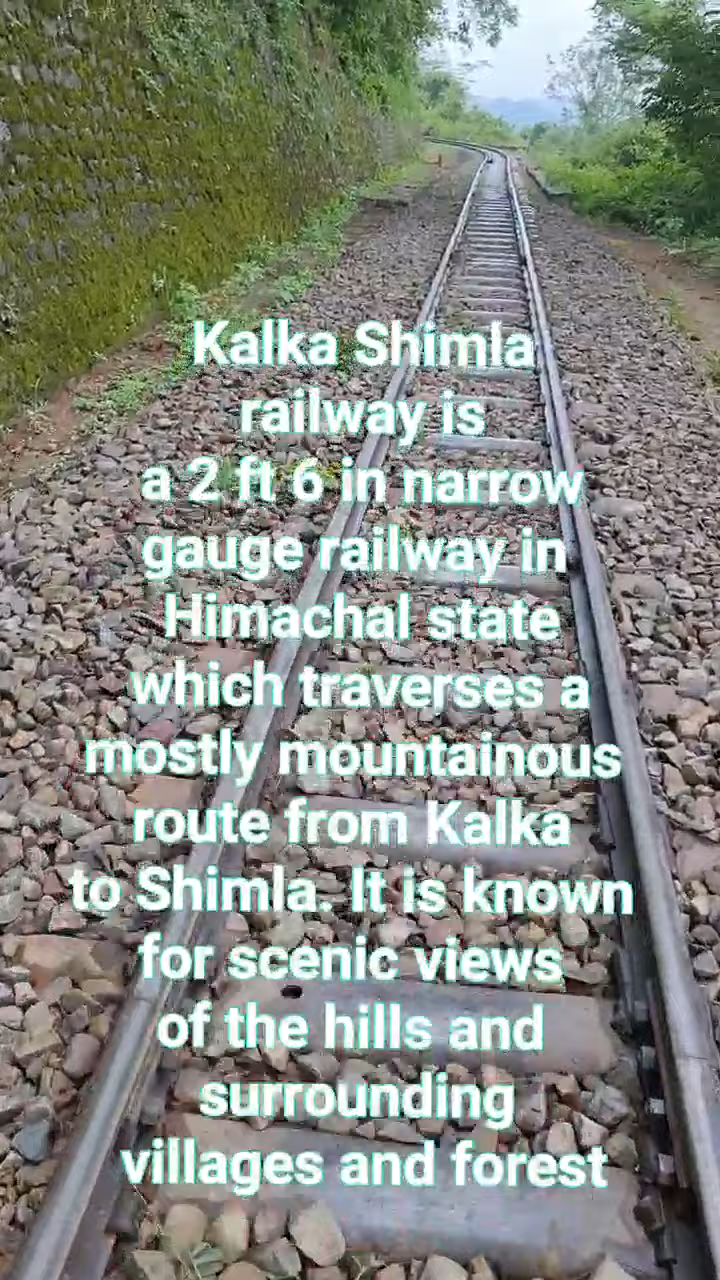 Kalka Shimla
railway is
a 2 ft 6 in narrow
gauge railway in
Himachal state
which traverses a
mostly mountainous
route from Kalka
to Shimla. It is known
for scenic views
of the hills and
surrounding
villages and forest